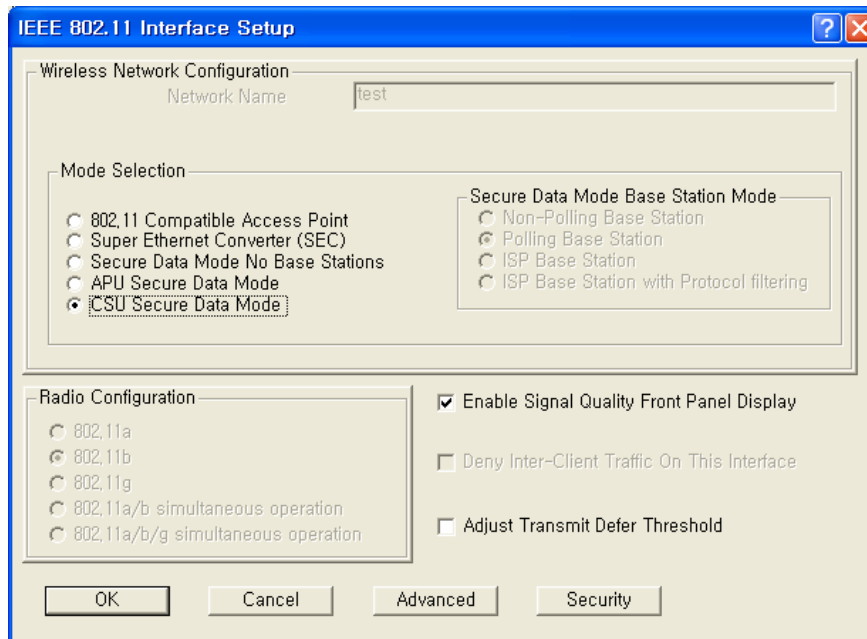 IEEE 802.11 Interface Setup
Wireless Network Configuration
Network Name test
Mode Selection
802.11 Compatible Access Point
Super Ethernet Converter (SEC)
Secure Data Mode No Base Stations
APU Secure Data Mode
CSU Secure Data Mode
Secure Data Mode Base Station Mode
Non-Polling Base Station
Polling Base Station
ISP Base Station
ISP Base Station with Protocol filtering
Radio Configuration
802.11a
802.11b
802.11g
802.11a/b simultaneous operation
802.11a/b/g simultaneous operation
Enable Signal Quality Front Panel Display
Deny Inter-Client Traffic On This Interface
Adjust Transmit Defer Threshold
OK Cancel Advanced Security